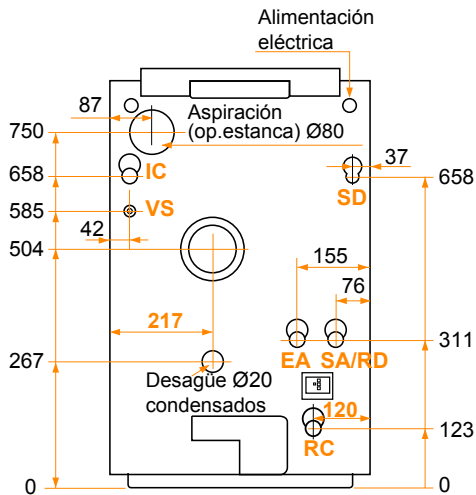 Alimentación
eléctrica
87
Aspiración
(op.estanca) Ø80
750
37
658
IC
SD
658
585
VS
42
504
155
76
217
311
267
EA
SA/RD
Desagüe Ø20
condensados
120
123
RC
0
0